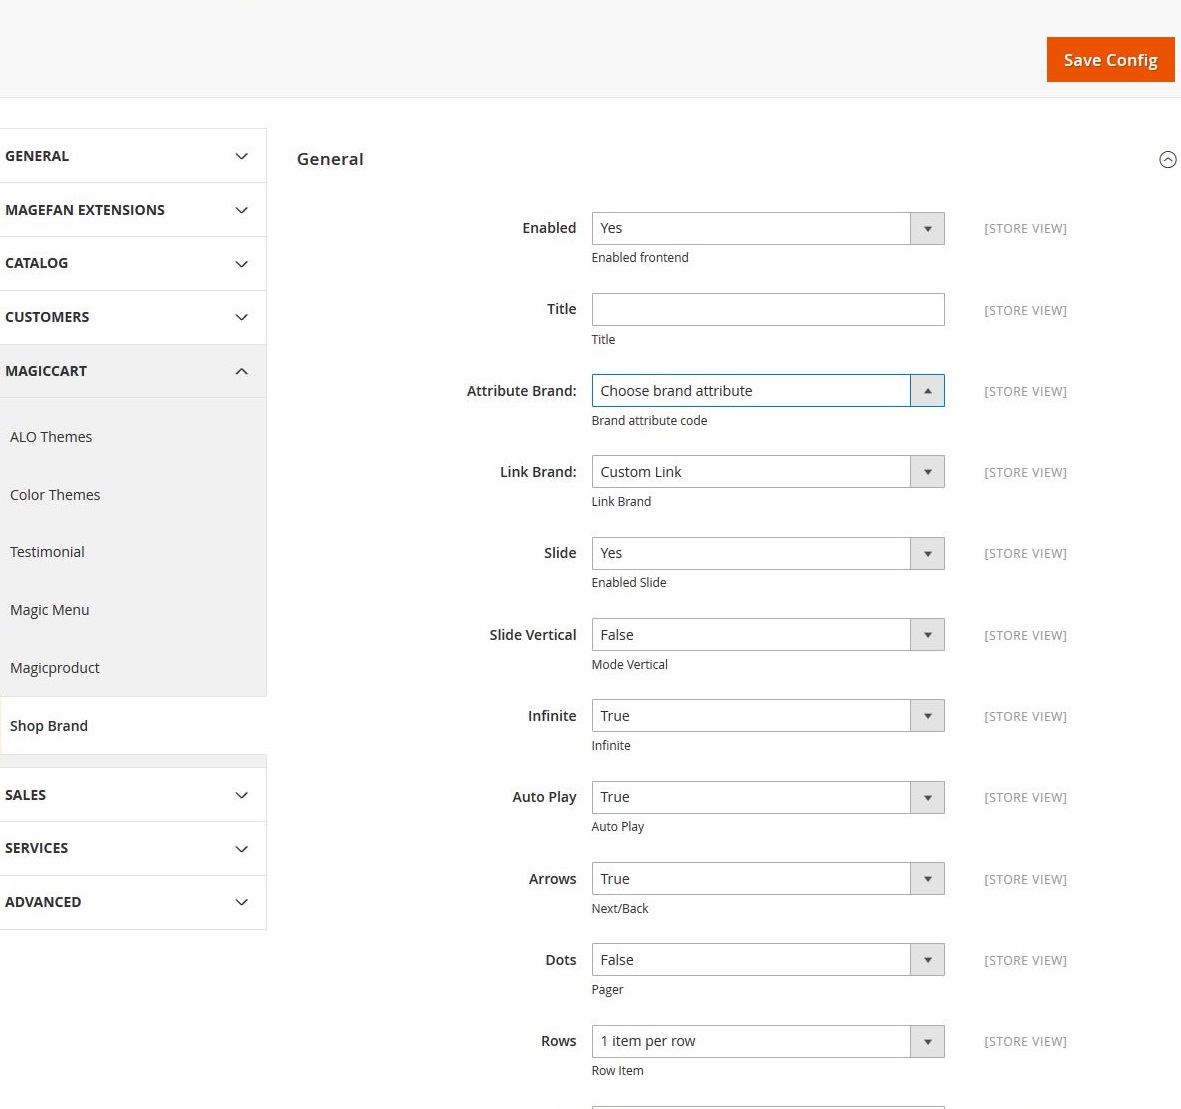 Save Config
GENERAL
MAGEFAN EXTENSIONS
CATALOG
CUSTOMERS
MAGICCART
ALO Themes
Color Themes
Testimonial
Magic Menu
Magicproduct
Shop Brand
SALES
SERVICES
ADVANCED
General
Enabled Yes [STORE VIEW]
Enabled frontend
Title [STORE VIEW]
Title
Attribute Brand: Choose brand attribute [STORE VIEW]
Brand attribute code
Link Brand: Custom Link [STORE VIEW]
Link Brand
Slide Yes [STORE VIEW]
Enabled Slide
Slide Vertical False [STORE VIEW]
Mode Vertical
Infinite True [STORE VIEW]
Infinite
Auto Play True [STORE VIEW]
Auto Play
Arrows True [STORE VIEW]
Next/Back
Dots False [STORE VIEW]
Pager
Rows 1 item per row [STORE VIEW]
Row Item